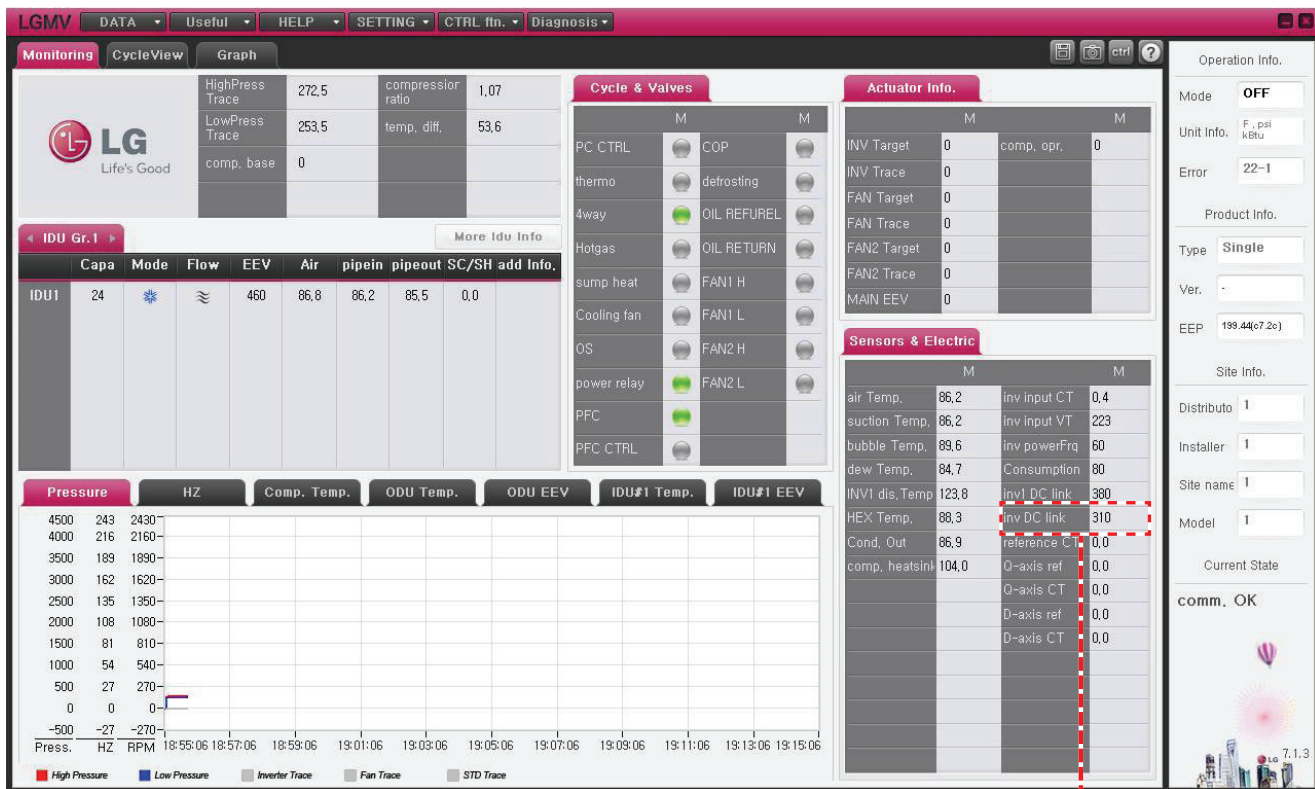 LGMV DATA Useful HELP SETTING CTRL ftn. Diagnosis
Monitoring CycleView Graph ctrl ?
LG
Life's Good
HighPress Trace 272,5 compression ratio 1,07
LowPress Trace 253,5 temp, diff, 53,6
comp, base 0
IDU Gr.1 More Idu Info
Capa Mode Flow EEV Air pipein pipeout SC/SH add Info,
IDU1 24 460 86,8 86,2 85,5 0,0
Cycle & Valves
M M
PC CTRL COP
thermo defrosting
4way OIL REFUREL
Hotgas OIL RETURN
sump heat FAN1 H
Cooling fan FAN1 L
OS FAN2 H
power relay FAN2 L
PFC
PFC CTRL
Actuator Info.
M M
INV Target 0 comp, opr, 0
INV Trace 0
FAN Target 0
FAN Trace 0
FAN2 Target 0
FAN2 Trace 0
MAIN EEV 0
Sensors & Electric
M M
air Temp, 86,2 inv input CT 0,4
suction Temp, 86,2 inv input VT 223
bubble Temp, 89,6 inv powerFrq 60
dew Temp, 84,7 Consumption 80
INV1 dis,Temp 123,8 inv1 DC link 380
HEX Temp, 88,3 inv DC link 310
Cond, Out 86,9 reference CT 0,0
comp, heatsink 104,0 Q-axis ref 0,0
Q-axis CT 0,0
D-axis ref 0,0
D-axis CT 0,0
Pressure HZ Comp. Temp. ODU Temp. ODU EEV IDU#1 Temp. IDU#1 EEV
4500 243 2430
4000 216 2160
3500 189 1890
3000 162 1620
2500 135 1350
2000 108 1080
1500 81 810
1000 54 540
500 27 270
0 0 0
-500 -27 -270
Press. HZ RPM 18:55:06 18:57:06 18:59:06 19:01:06 19:03:06 19:05:06 19:07:06 19:09:06 19:11:06 19:13:06 19:15:06
High Pressure Low Pressure Inverter Trace Fan Trace STD Trace
Operation Info.
Mode OFF
Unit Info. F , psi
kBtu
Error 22-1
Product Info.
Type Single
Ver. -
EEP 199.44(c7.2c)
Site Info.
Distributo 1
Installer 1
Site name 1
Model 1
Current State
comm, OK
LG 7.1.3